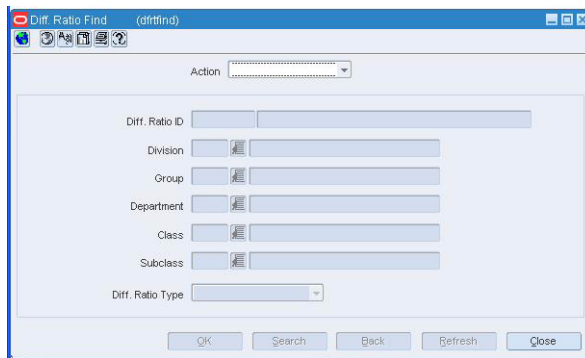 Diff. Ratio Find (dfrtfind)
Action
Diff. Ratio ID
Division
Group
Department
Class
Subclass
Diff. Ratio Type
OK Search Back Refresh Close